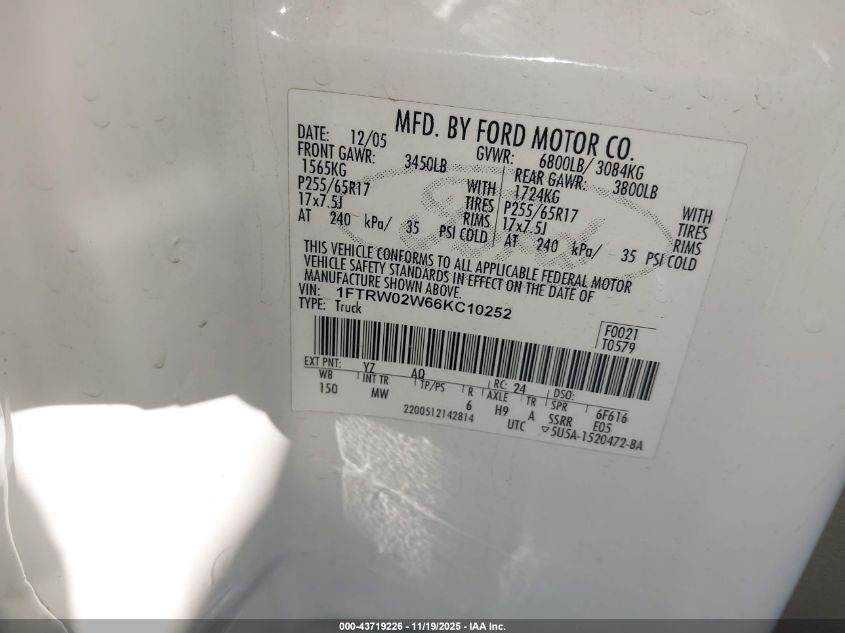 MFD. BY FORD MOTOR CO.
DATE: 12/05 GVWR: 6800LB/ 3084KG
FRONT GAWR: 3450LB REAR GAWR: 3800LB
1565KG WITH 1724KG WITH
P255/65R17 TIRES P255/65R17 TIRES
17x7.5J RIMS 17x7.5J RIMS
AT 240 kPa/ 35 PSI COLD AT 240 kPa/ 35 PSI COLD
THIS VEHICLE CONFORMS TO ALL APPLICABLE FEDERAL MOTOR
VEHICLE SAFETY STANDARDS IN EFFECT ON THE DATE OF
MANUFACTURE SHOWN ABOVE.
VIN: 1FTRW02W66KC10252
TYPE: Truck
F0021
T0579
EXT PNT: YZ AQ RC: 24 DSO:
WB INT TR TP/PS R AXLE TR SPR 6F616
150 MW 6 H9 A SSRR E05
2200512142814 UTC ▽5U5A-1520472-BA
Ford
000-43719226 - 11/19/2025 - IAA Inc.